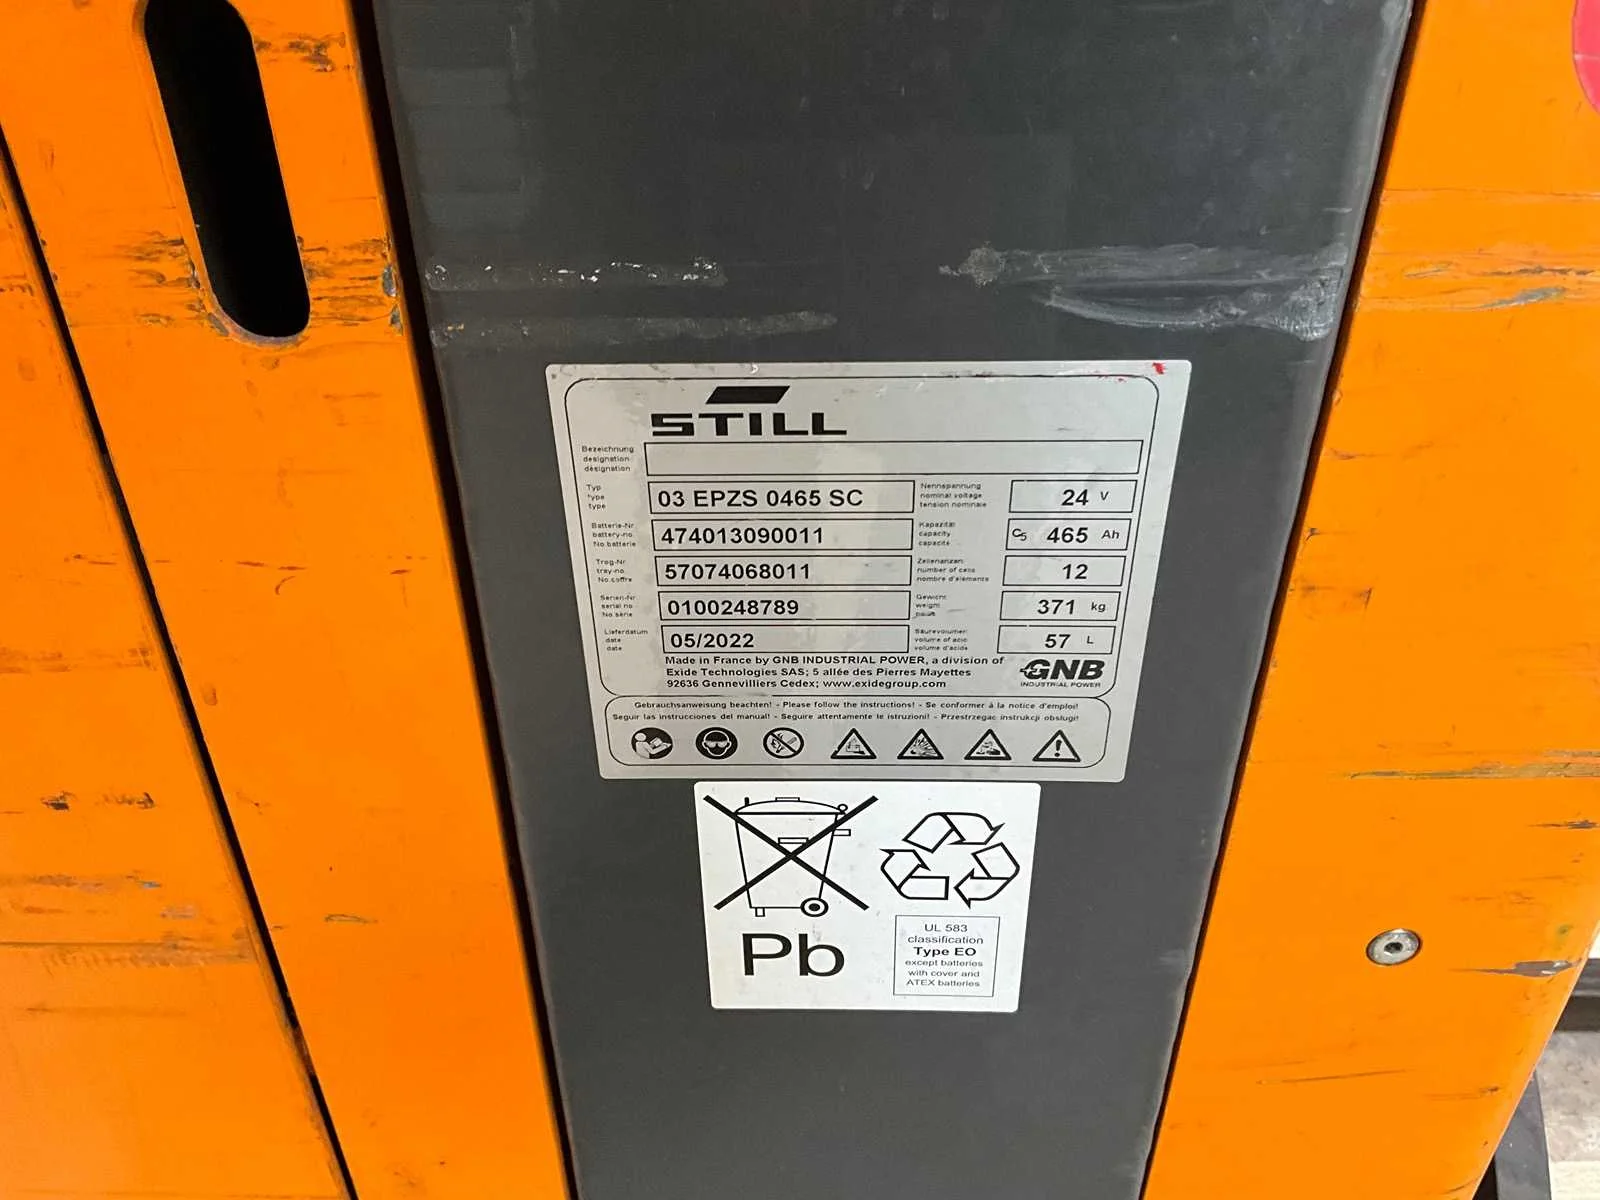 STILL
Bezeichnung
designation
désignation
Typ
type
type
03 EPZS 0465 SC
Nennspannung
nominal voltage
tension nominale
24 V
Batterie-Nr
battery-no.
No.batterie
474013090011
Kapazität
capacity
capacité
C5 465 Ah
Trog-Nr
tray-no.
No.coffre
57074068011
Zellenanzahl
number of cells
nombre d'éléments
12
Serien-Nr
serial no
No.série
0100248789
Gewicht
weight
371 kg
Lieferdatum
date
date
05/2022
Säurevolumen
volume of acid
volume d'acide
57 L
Made in France by GNB INDUSTRIAL POWER, a division of
Exide Technologies SAS; 5 allée des Pierres Mayettes
92636 Gennevilliers Cedex; www.exidegroup.com
GNB
INDUSTRIAL POWER
Gebrauchsanweisung beachten! - Please follow the instructions! - Se conformer à la notice d'emploi!
Seguir las instrucciones del manual! - Seguire attentamente le istruzioni! - Przestrzegac instrukcji obslugi!
Pb
UL 583
classification
Type EO
except batteries
with cover and
ATEX batteries